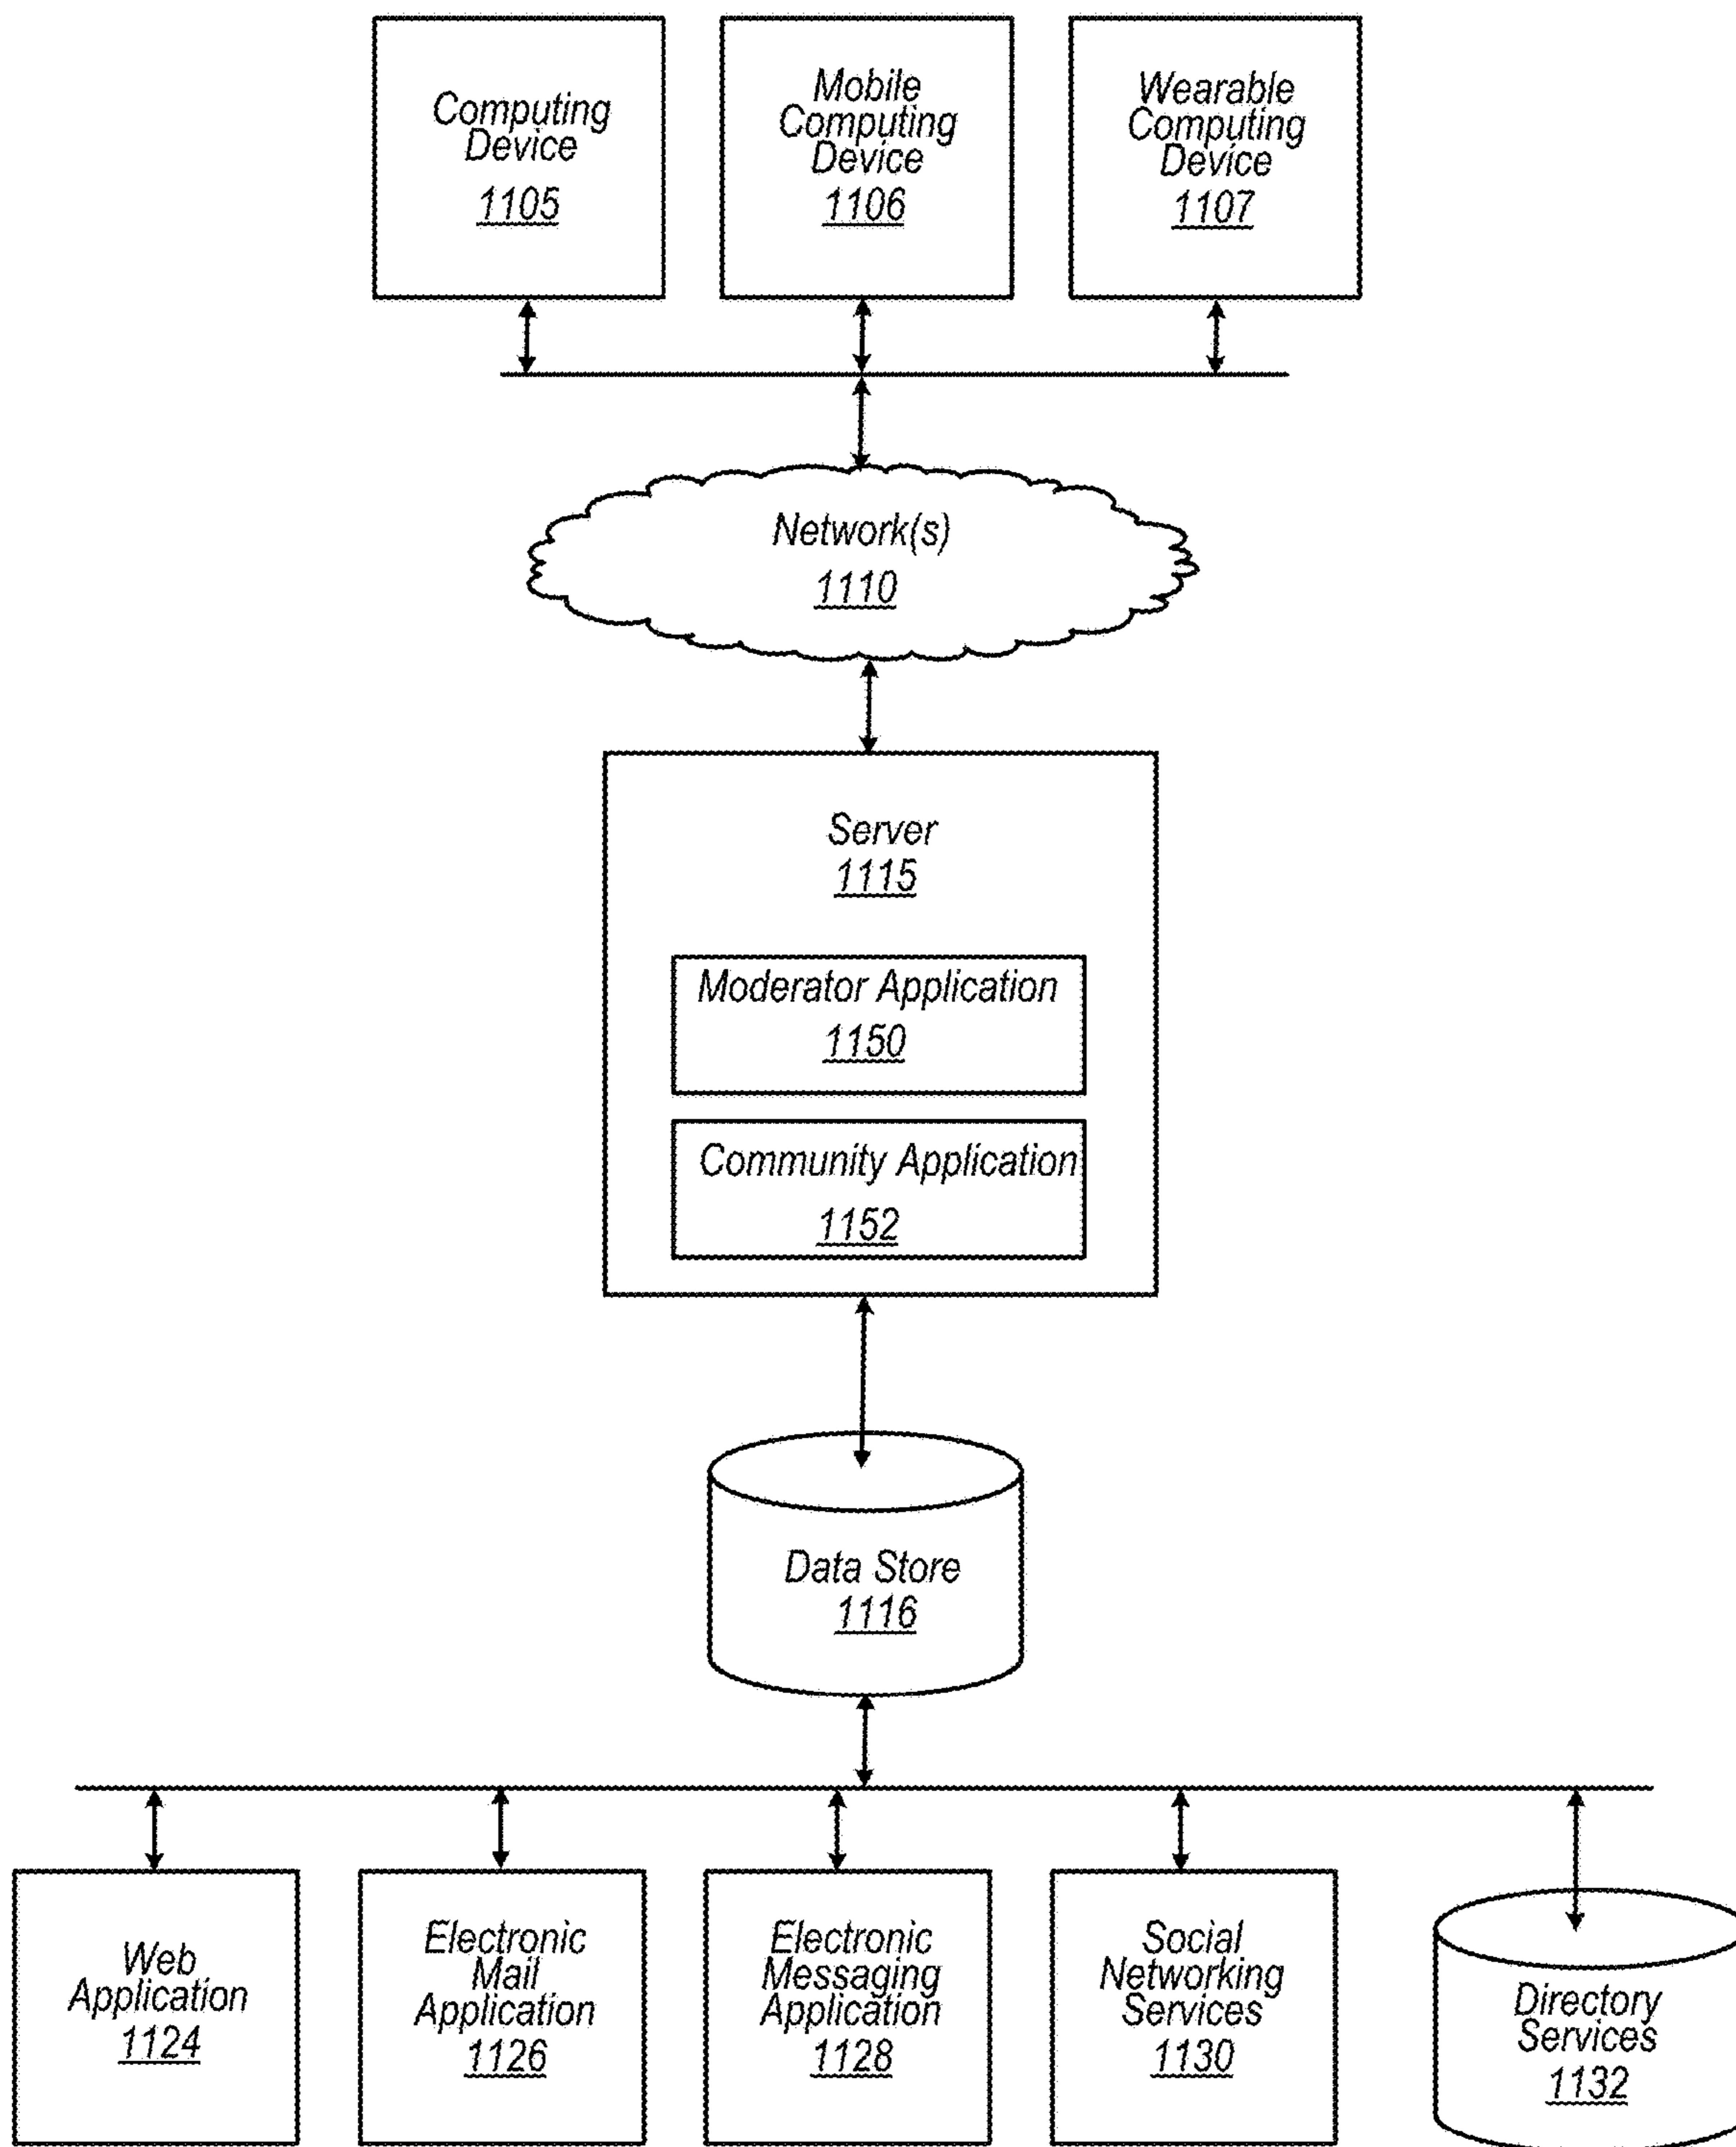 Computing
Device
1105
Mobile
Computing
Device
1106
Wearable
Computing
Device
1107
Network(s)
1110
Server
1115
Moderator Application
1150
Community Application
1152
Data Store
1116
Web
Application
1124
Electronic
Mail
Application
1126
Electronic
Messaging
Application
1128
Social
Networking
Services
1130
Directory
Services
1132